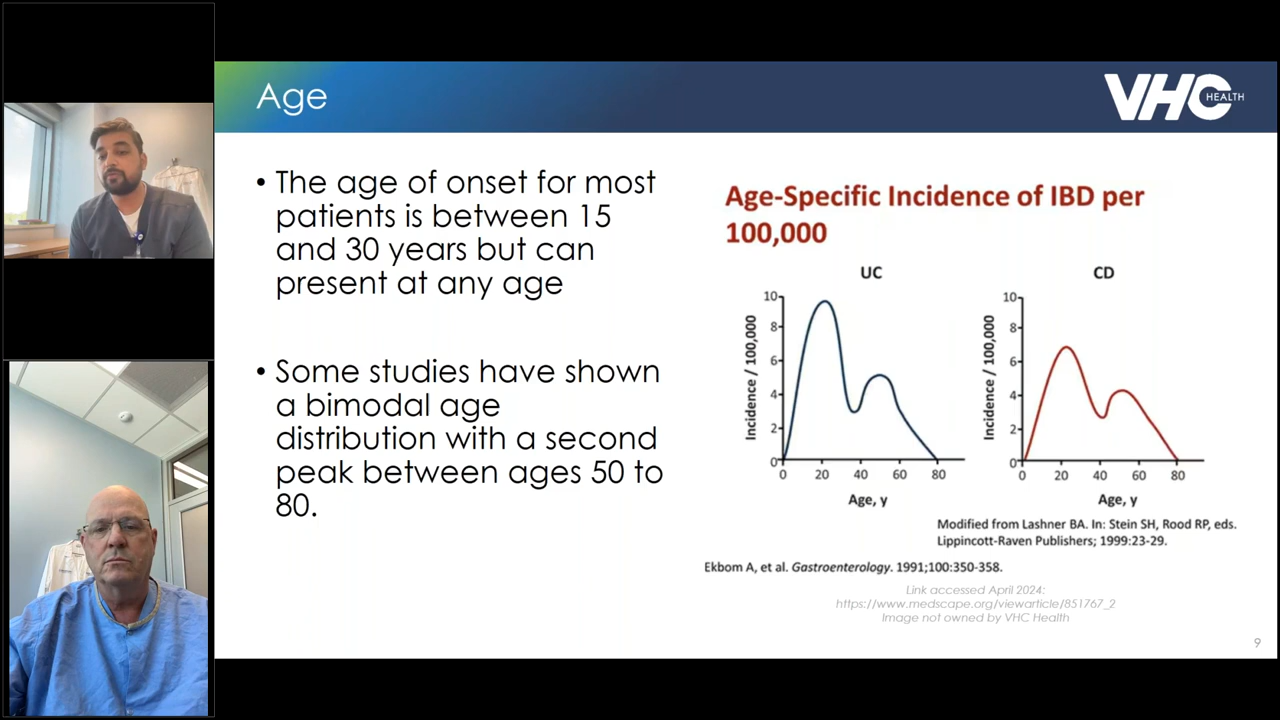 Age
VHC HEALTH
• The age of onset for most
patients is between 15
and 30 years but can
present at any age
• Some studies have shown
a bimodal age
distribution with a second
peak between ages 50 to
80.
Age-Specific Incidence of IBD per
100,000
UC
Incidence / 100,000
10
8
6
4
2
0
0 20 40 60 80
Age, y
CD
Incidence / 100,000
10
8
6
4
2
0
0 20 40 60 80
Age, y
Modified from Lashner BA. In: Stein SH, Rood RP, eds.
Lippincott-Raven Publishers; 1999:23-29.
Ekbom A, et al. Gastroenterology. 1991;100:350-358.
Link accessed April 2024:
https://www.medscape.org/viewarticle/851767_2
Image not owned by VHC Health
9